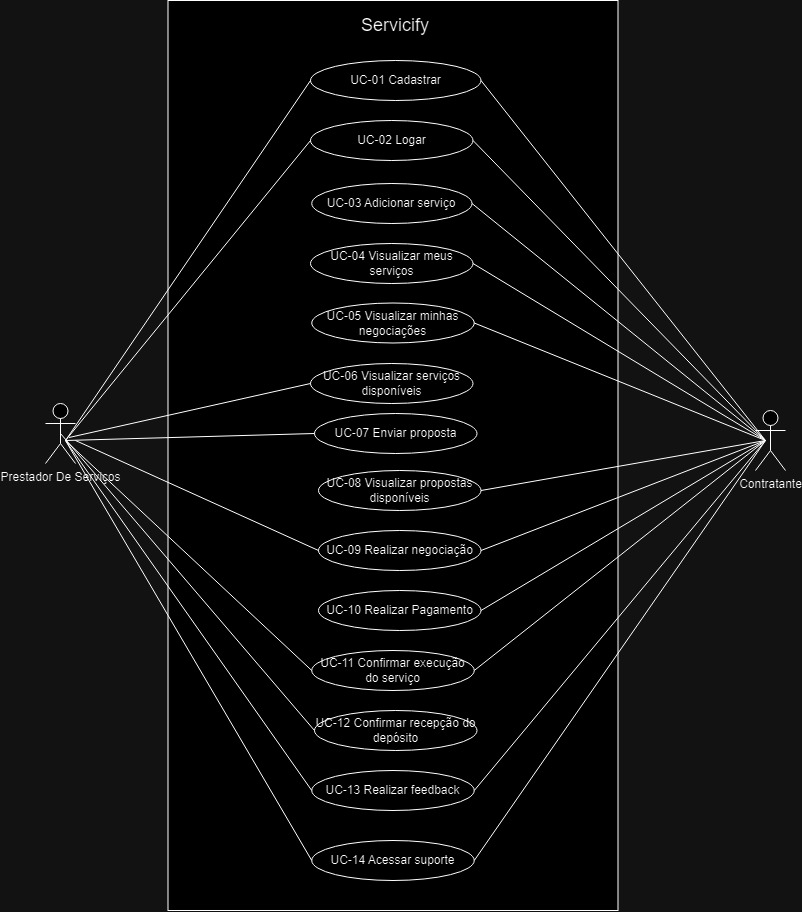 Servicify
UC-01 Cadastrar
UC-02 Logar
UC-03 Adicionar serviço
UC-04 Visualizar meus
serviços
UC-05 Visualizar minhas
negociações
UC-06 Visualizar serviços
disponíveis
UC-07 Enviar proposta
Prestador De Serviços
UC-08 Visualizar propostas
disponíveis
Contratante
UC-09 Realizar negociação
UC-10 Realizar Pagamento
UC-11 Confirmar execução
do serviço
UC-12 Confirmar recepção do
depósito
UC-13 Realizar feedback
UC-14 Acessar suporte